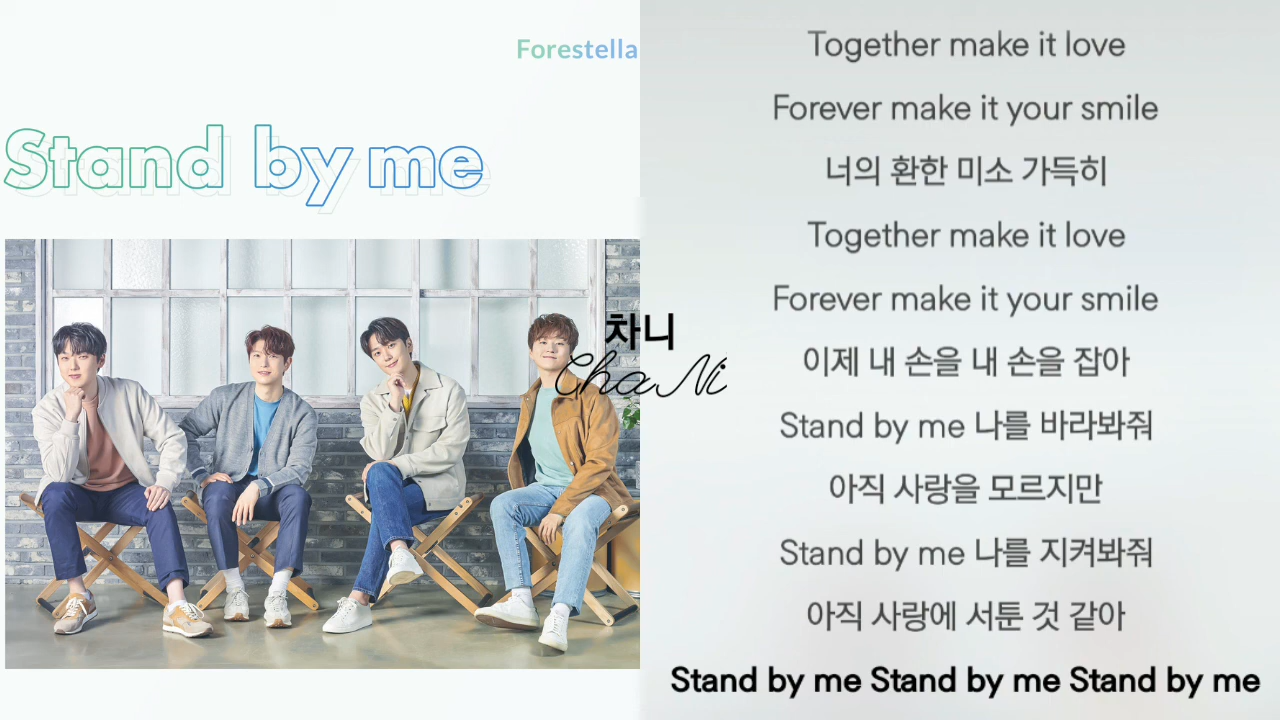 Forestella
Stand by me
차니
ChaNi
Together make it love
Forever make it your smile
너의 환한 미소 가득히
Together make it love
Forever make it your smile
이제 내 손을 내 손을 잡아
Stand by me 나를 바라봐줘
아직 사랑을 모르지만
Stand by me 나를 지켜봐줘
아직 사랑에 서툰 것 같아
Stand by me Stand by me Stand by me